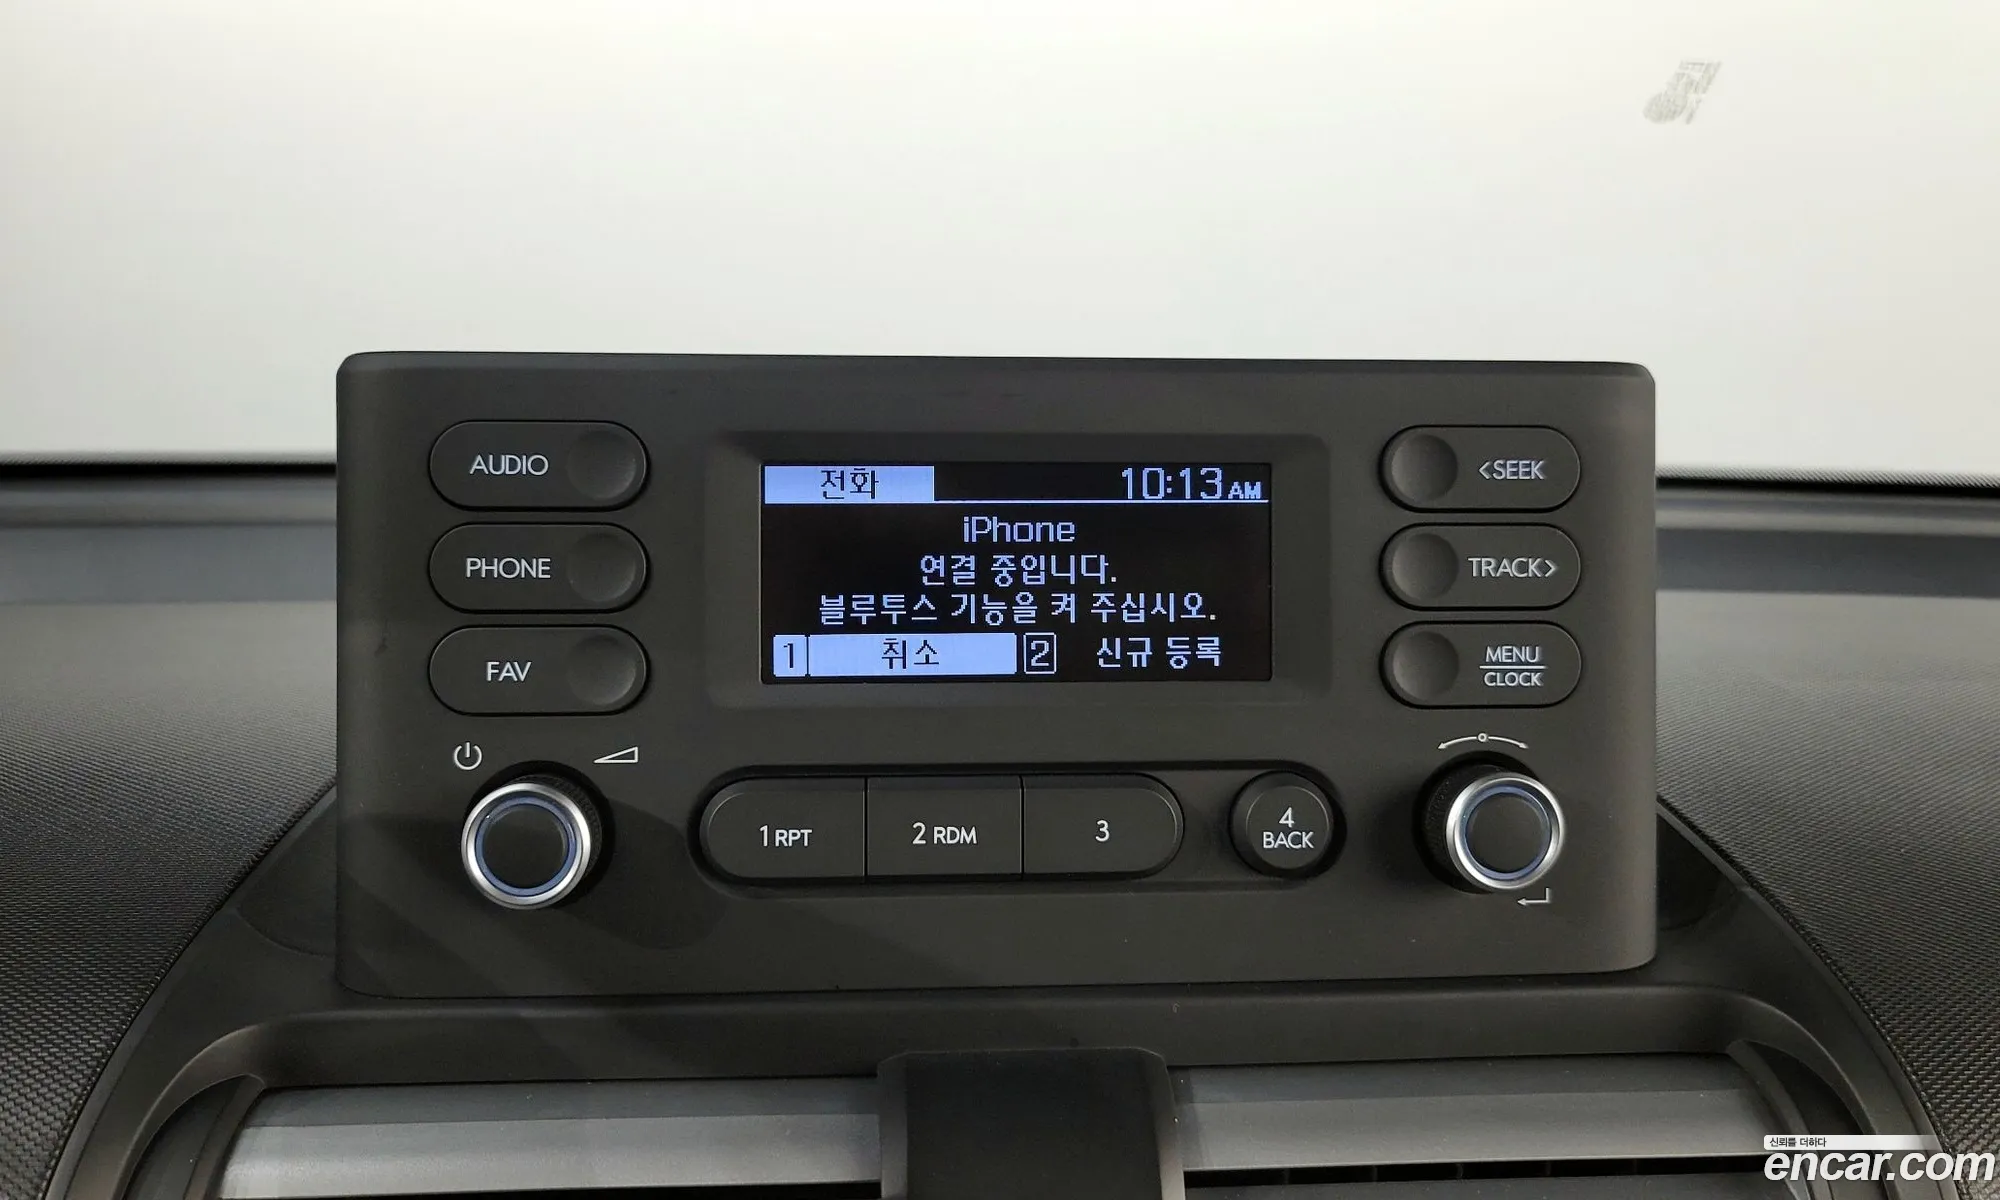 AUDIO
PHONE
FAV
전화 10:13 AM
iPhone
연결 중입니다.
블루투스 기능을 켜 주십시오.
1 취소 2 신규 등록
<SEEK
TRACK>
MENU
CLOCK
1 RPT
2 RDM
3
4
BACK
신뢰를 더하다
encar.com